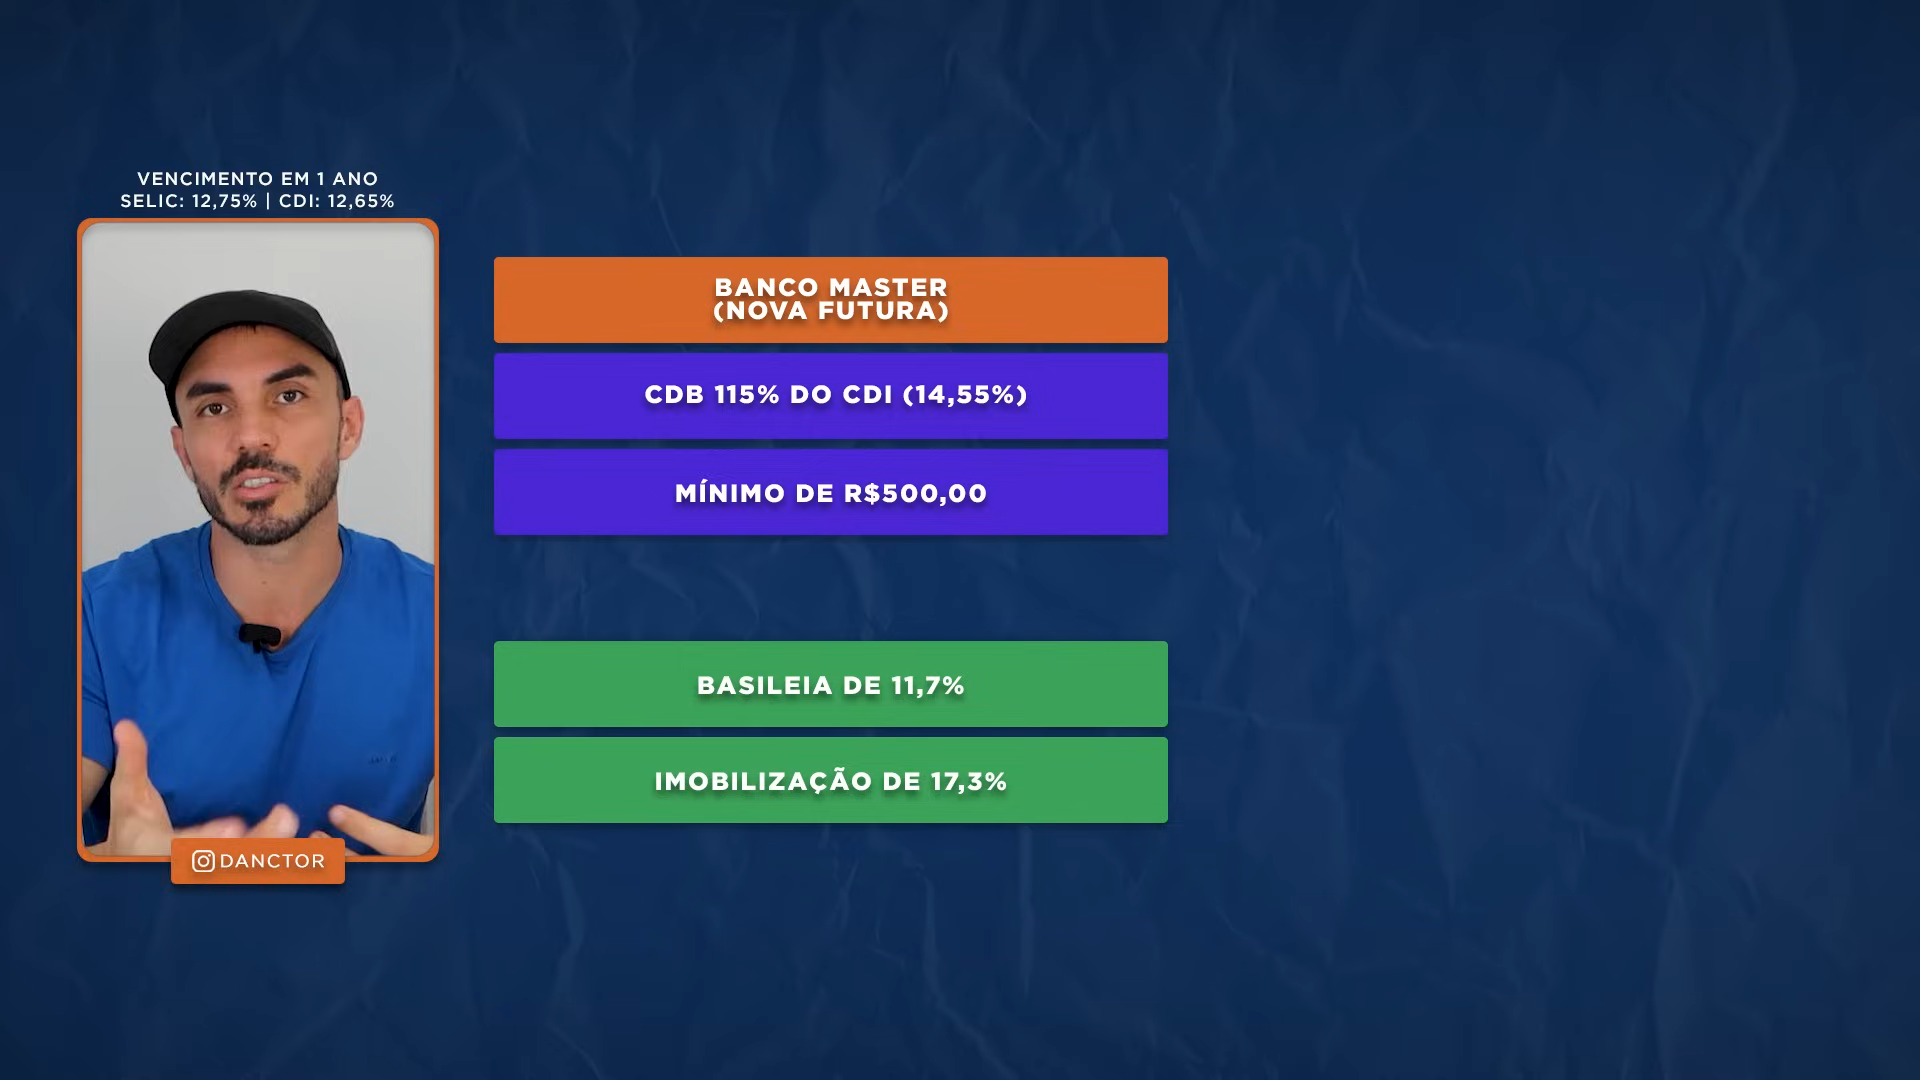 VENCIMENTO EM 1 ANO
SELIC: 12,75% | CDI: 12,65%
BANCO MASTER
(NOVA FUTURA)
CDB 115% DO CDI (14,55%)
MÍNIMO DE R$500,00
BASILEIA DE 11,7%
IMOBILIZAÇÃO DE 17,3%
DANCTOR